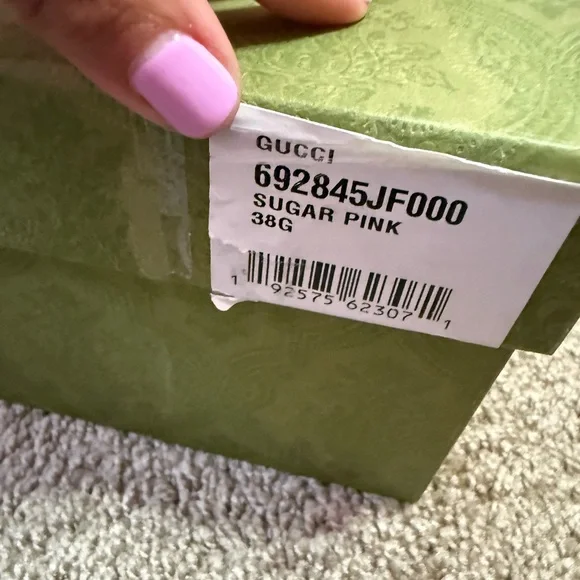 GUCCI
692845JF000
SUGAR PINK
38G
1 92575 62307 1